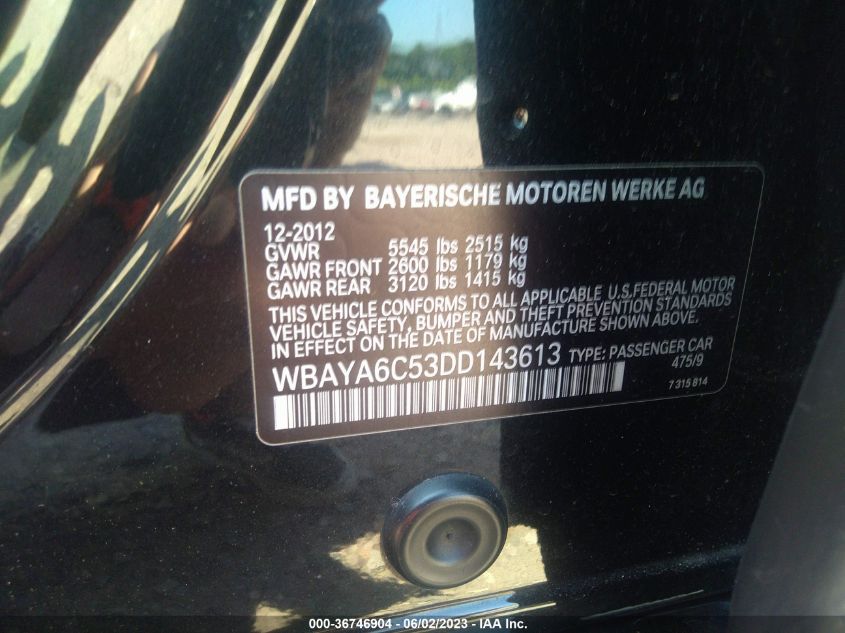 MFD BY BAYERISCHE MOTOREN WERKE AG
12-2012
GVWR 5545 lbs 2515 kg
GAWR FRONT 2600 lbs 1179 kg
GAWR REAR 3120 lbs 1415 kg
THIS VEHICLE CONFORMS TO ALL APPLICABLE U.S.FEDERAL MOTOR
VEHICLE SAFETY, BUMPER AND THEFT PREVENTION STANDARDS
IN EFFECT ON THE DATE OF MANUFACTURE SHOWN ABOVE.
WBAYA6C53DD143613 TYPE: PASSENGER CAR
475/9
7 315 814
000-36746904 - 06/02/2023 - IAA Inc.